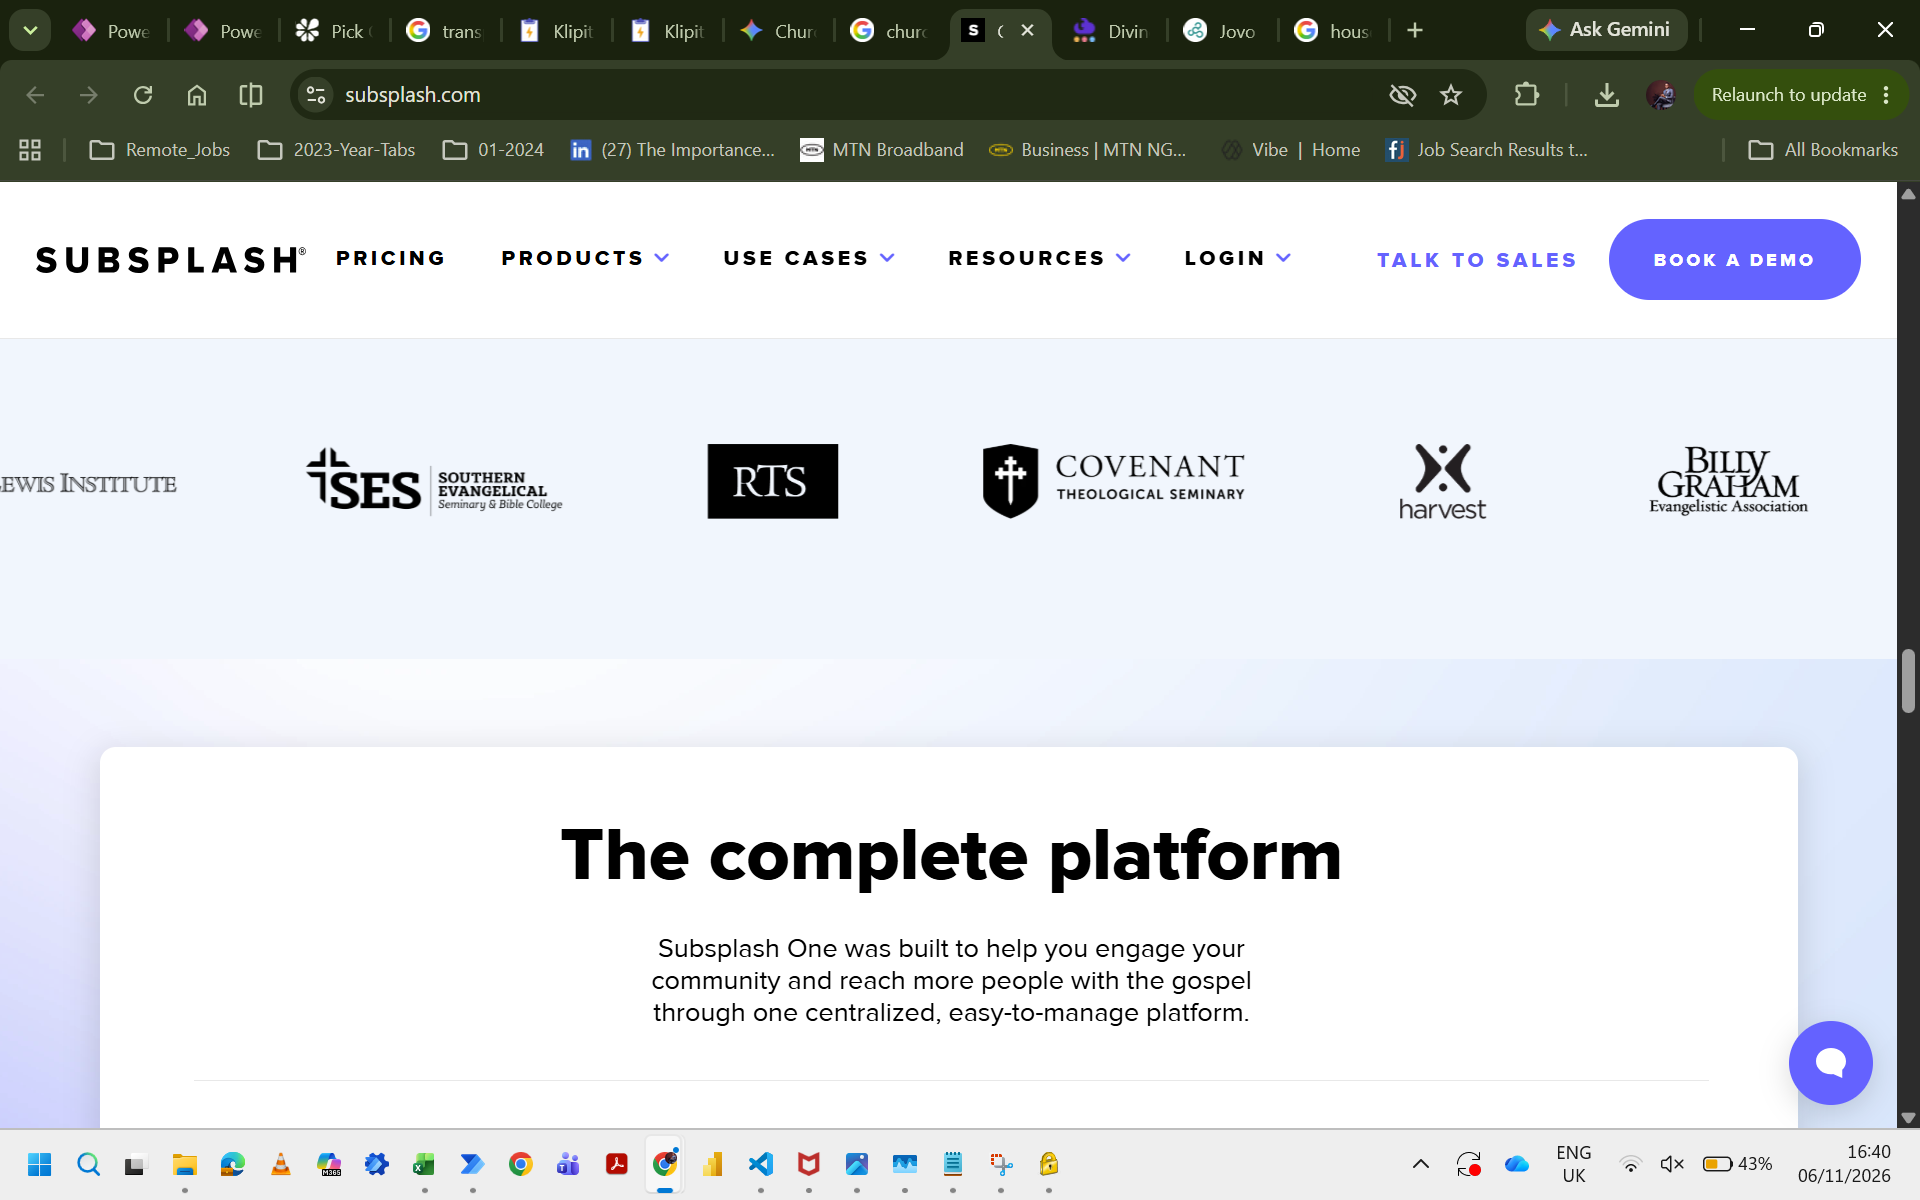 Powe
Powe
Pick
trans
Klipit
Klipit
Chur
churc
Divin
Jovo
hous
Ask Gemini
subsplash.com
Relaunch to update
Remote_Jobs
2023-Year-Tabs
01-2024
(27) The Importance...
MTN Broadband
Business | MTN NG...
Vibe | Home
Job Search Results t...
All Bookmarks
SUBSPLASH®
PRICING
PRODUCTS
USE CASES
RESOURCES
LOGIN
TALK TO SALES
BOOK A DEMO
EWIS INSTITUTE
SES
SOUTHERN
EVANGELICAL
Seminary & Bible College
RTS
COVENANT
THEOLOGICAL SEMINARY
harvest
BILLY
GRAHAM
Evangelistic Association
The complete platform
Subsplash One was built to help you engage your
community and reach more people with the gospel
through one centralized, easy-to-manage platform.
ENG
UK
43%
16:40
06/11/2026